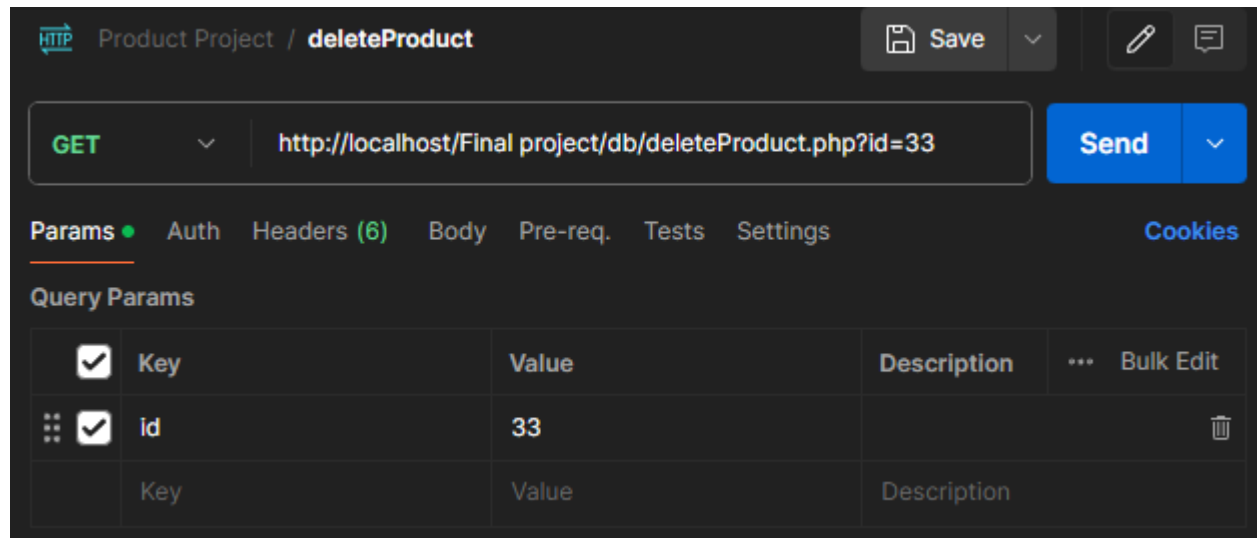 HTTP Product Project / deleteProduct Save
GET http://localhost/Final project/db/deleteProduct.php?id=33 Send
Params Auth Headers (6) Body Pre-req. Tests Settings Cookies
Query Params
Key Value Description ••• Bulk Edit
id 33
Key Value Description